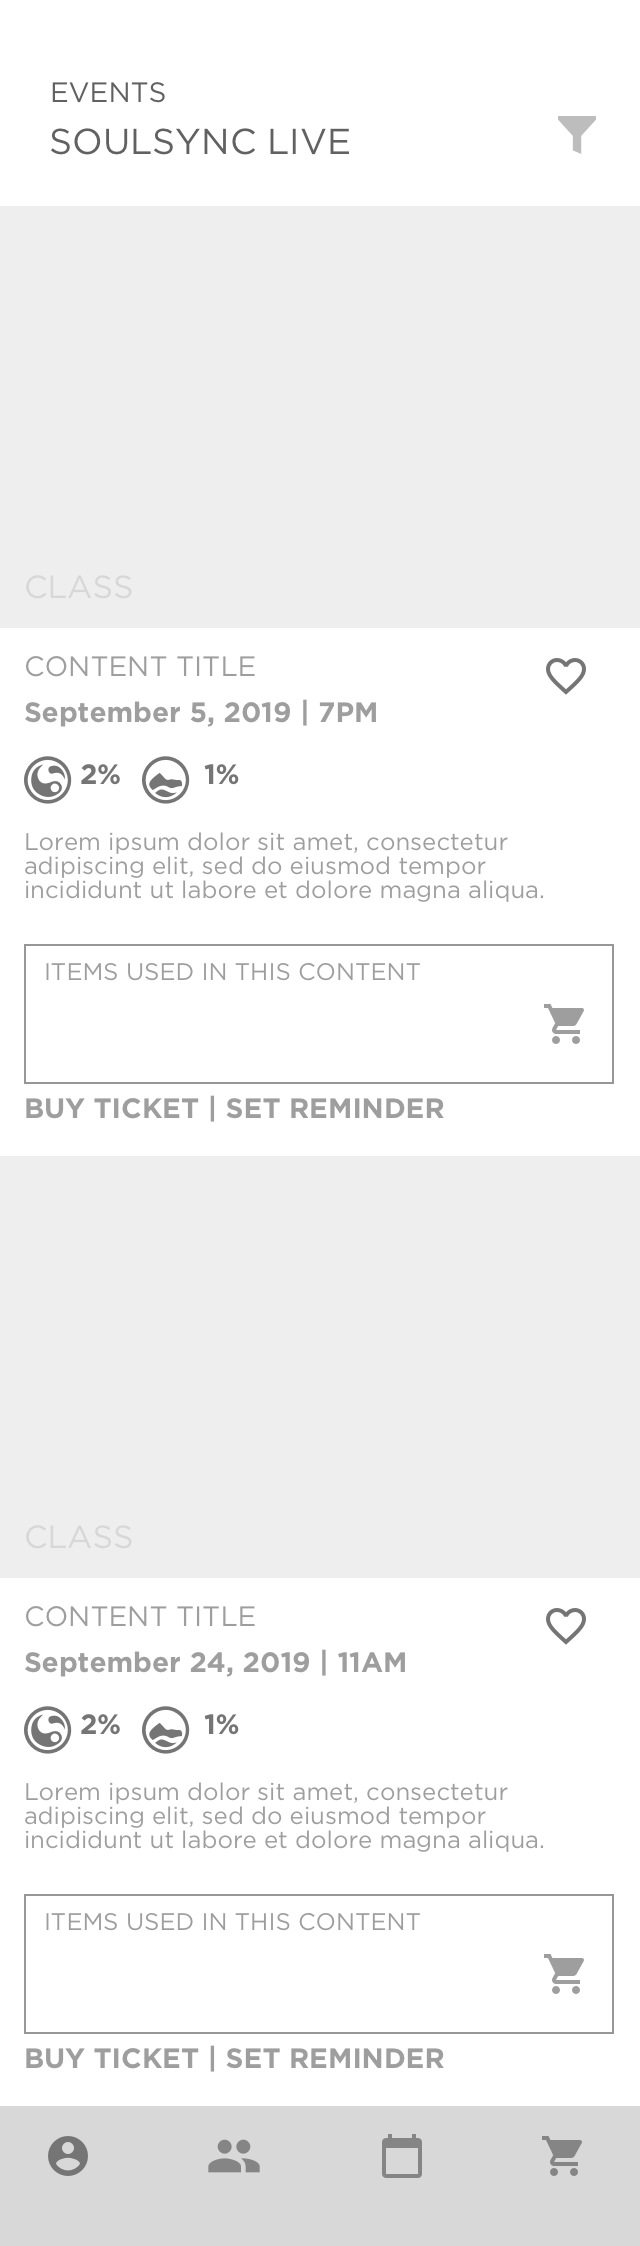 EVENTS
SOULSYNC LIVE
CLASS
CONTENT TITLE
September 5, 2019 | 7PM
2% 1%
Lorem ipsum dolor sit amet, consectetur
adipiscing elit, sed do eiusmod tempor
incididunt ut labore et dolore magna aliqua.
ITEMS USED IN THIS CONTENT
BUY TICKET | SET REMINDER
CLASS
CONTENT TITLE
September 24, 2019 | 11AM
2% 1%
Lorem ipsum dolor sit amet, consectetur
adipiscing elit, sed do eiusmod tempor
incididunt ut labore et dolore magna aliqua.
ITEMS USED IN THIS CONTENT
BUY TICKET | SET REMINDER